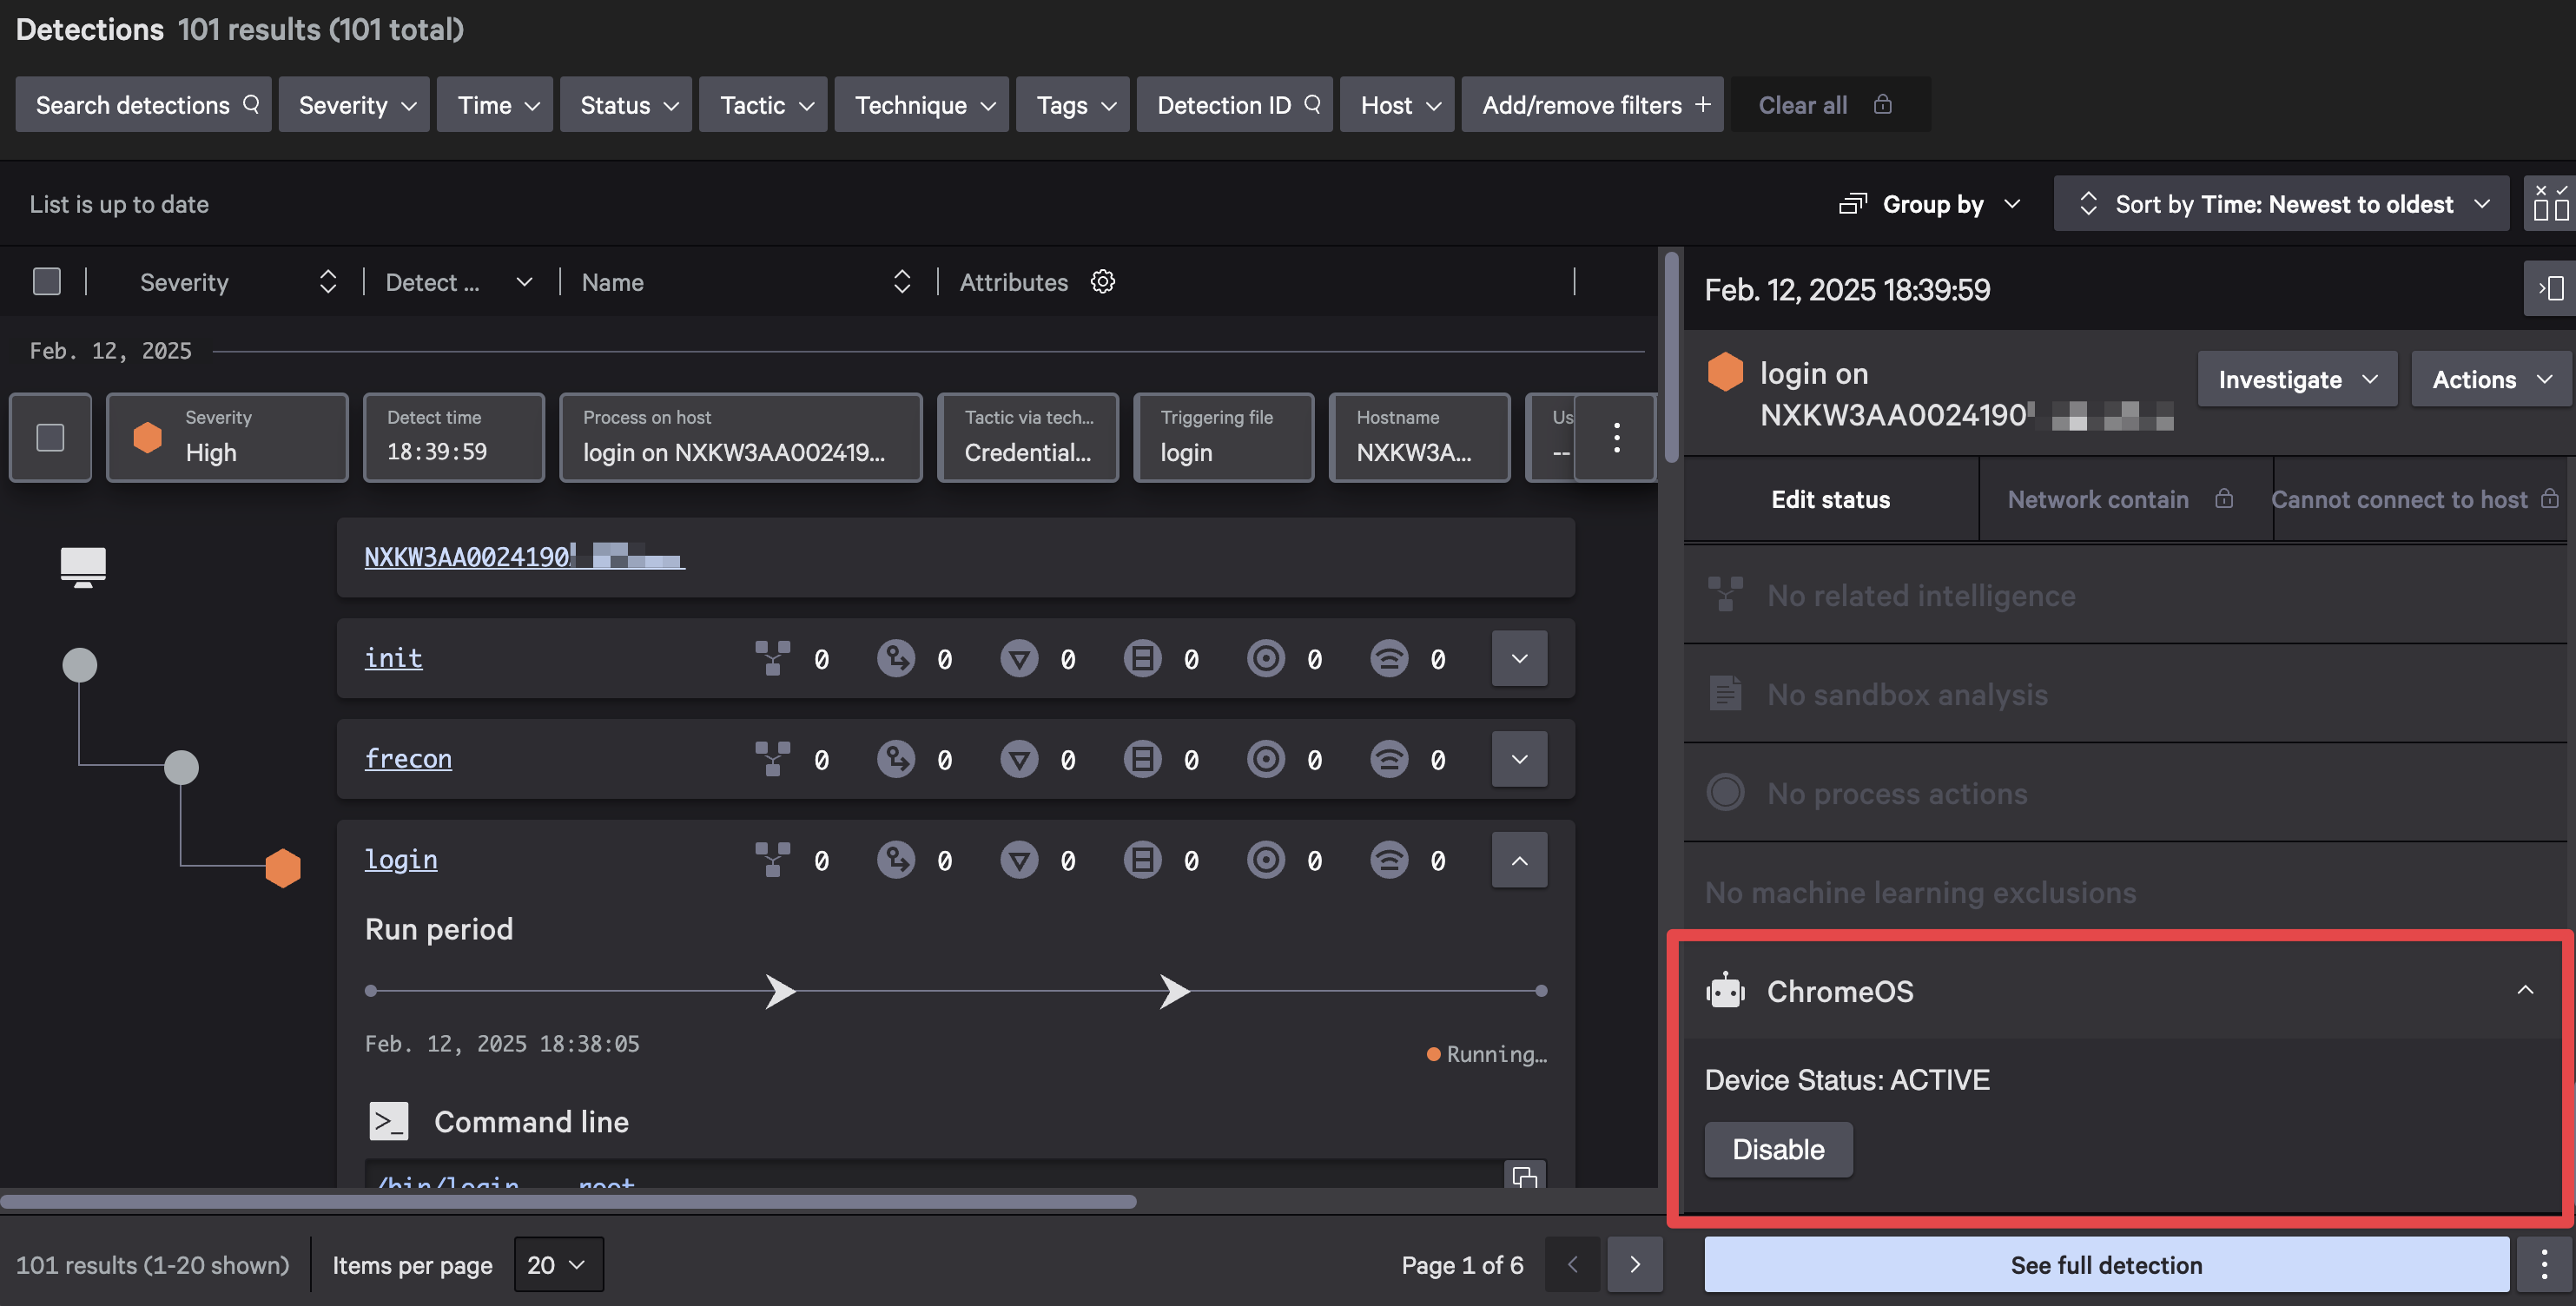 Detections 101 results (101 total)
Search detections Severity Time Status Tactic Technique Tags Detection ID Host Add/remove filters Clear all
List is up to date
Group by
Sort by Time: Newest to oldest
Severity Detect ... Name Attributes
Feb. 12, 2025
Severity
High
Detect time
18:39:59
Process on host
login on NXKW3AA002419...
Tactic via tech...
Credential...
Triggering file
login
Hostname
NXKW3A...
Us
--
NXKW3AA0024190
init 0 0 0 0 0 0
frecon 0 0 0 0 0 0
login 0 0 0 0 0 0
Run period
Feb. 12, 2025 18:38:05
Running...
Command line
/bin/login root
101 results (1-20 shown)
Items per page 20
Page 1 of 6
Feb. 12, 2025 18:39:59
login on
NXKW3AA0024190
Investigate
Actions
Edit status
Network contain
Cannot connect to host
No related intelligence
No sandbox analysis
No process actions
No machine learning exclusions
ChromeOS
Device Status: ACTIVE
Disable
See full detection